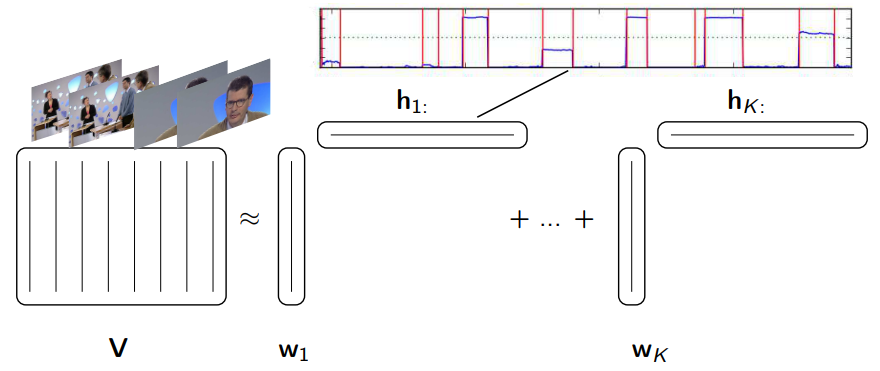 h1: hK:
≈ + ... +
V w1 wK